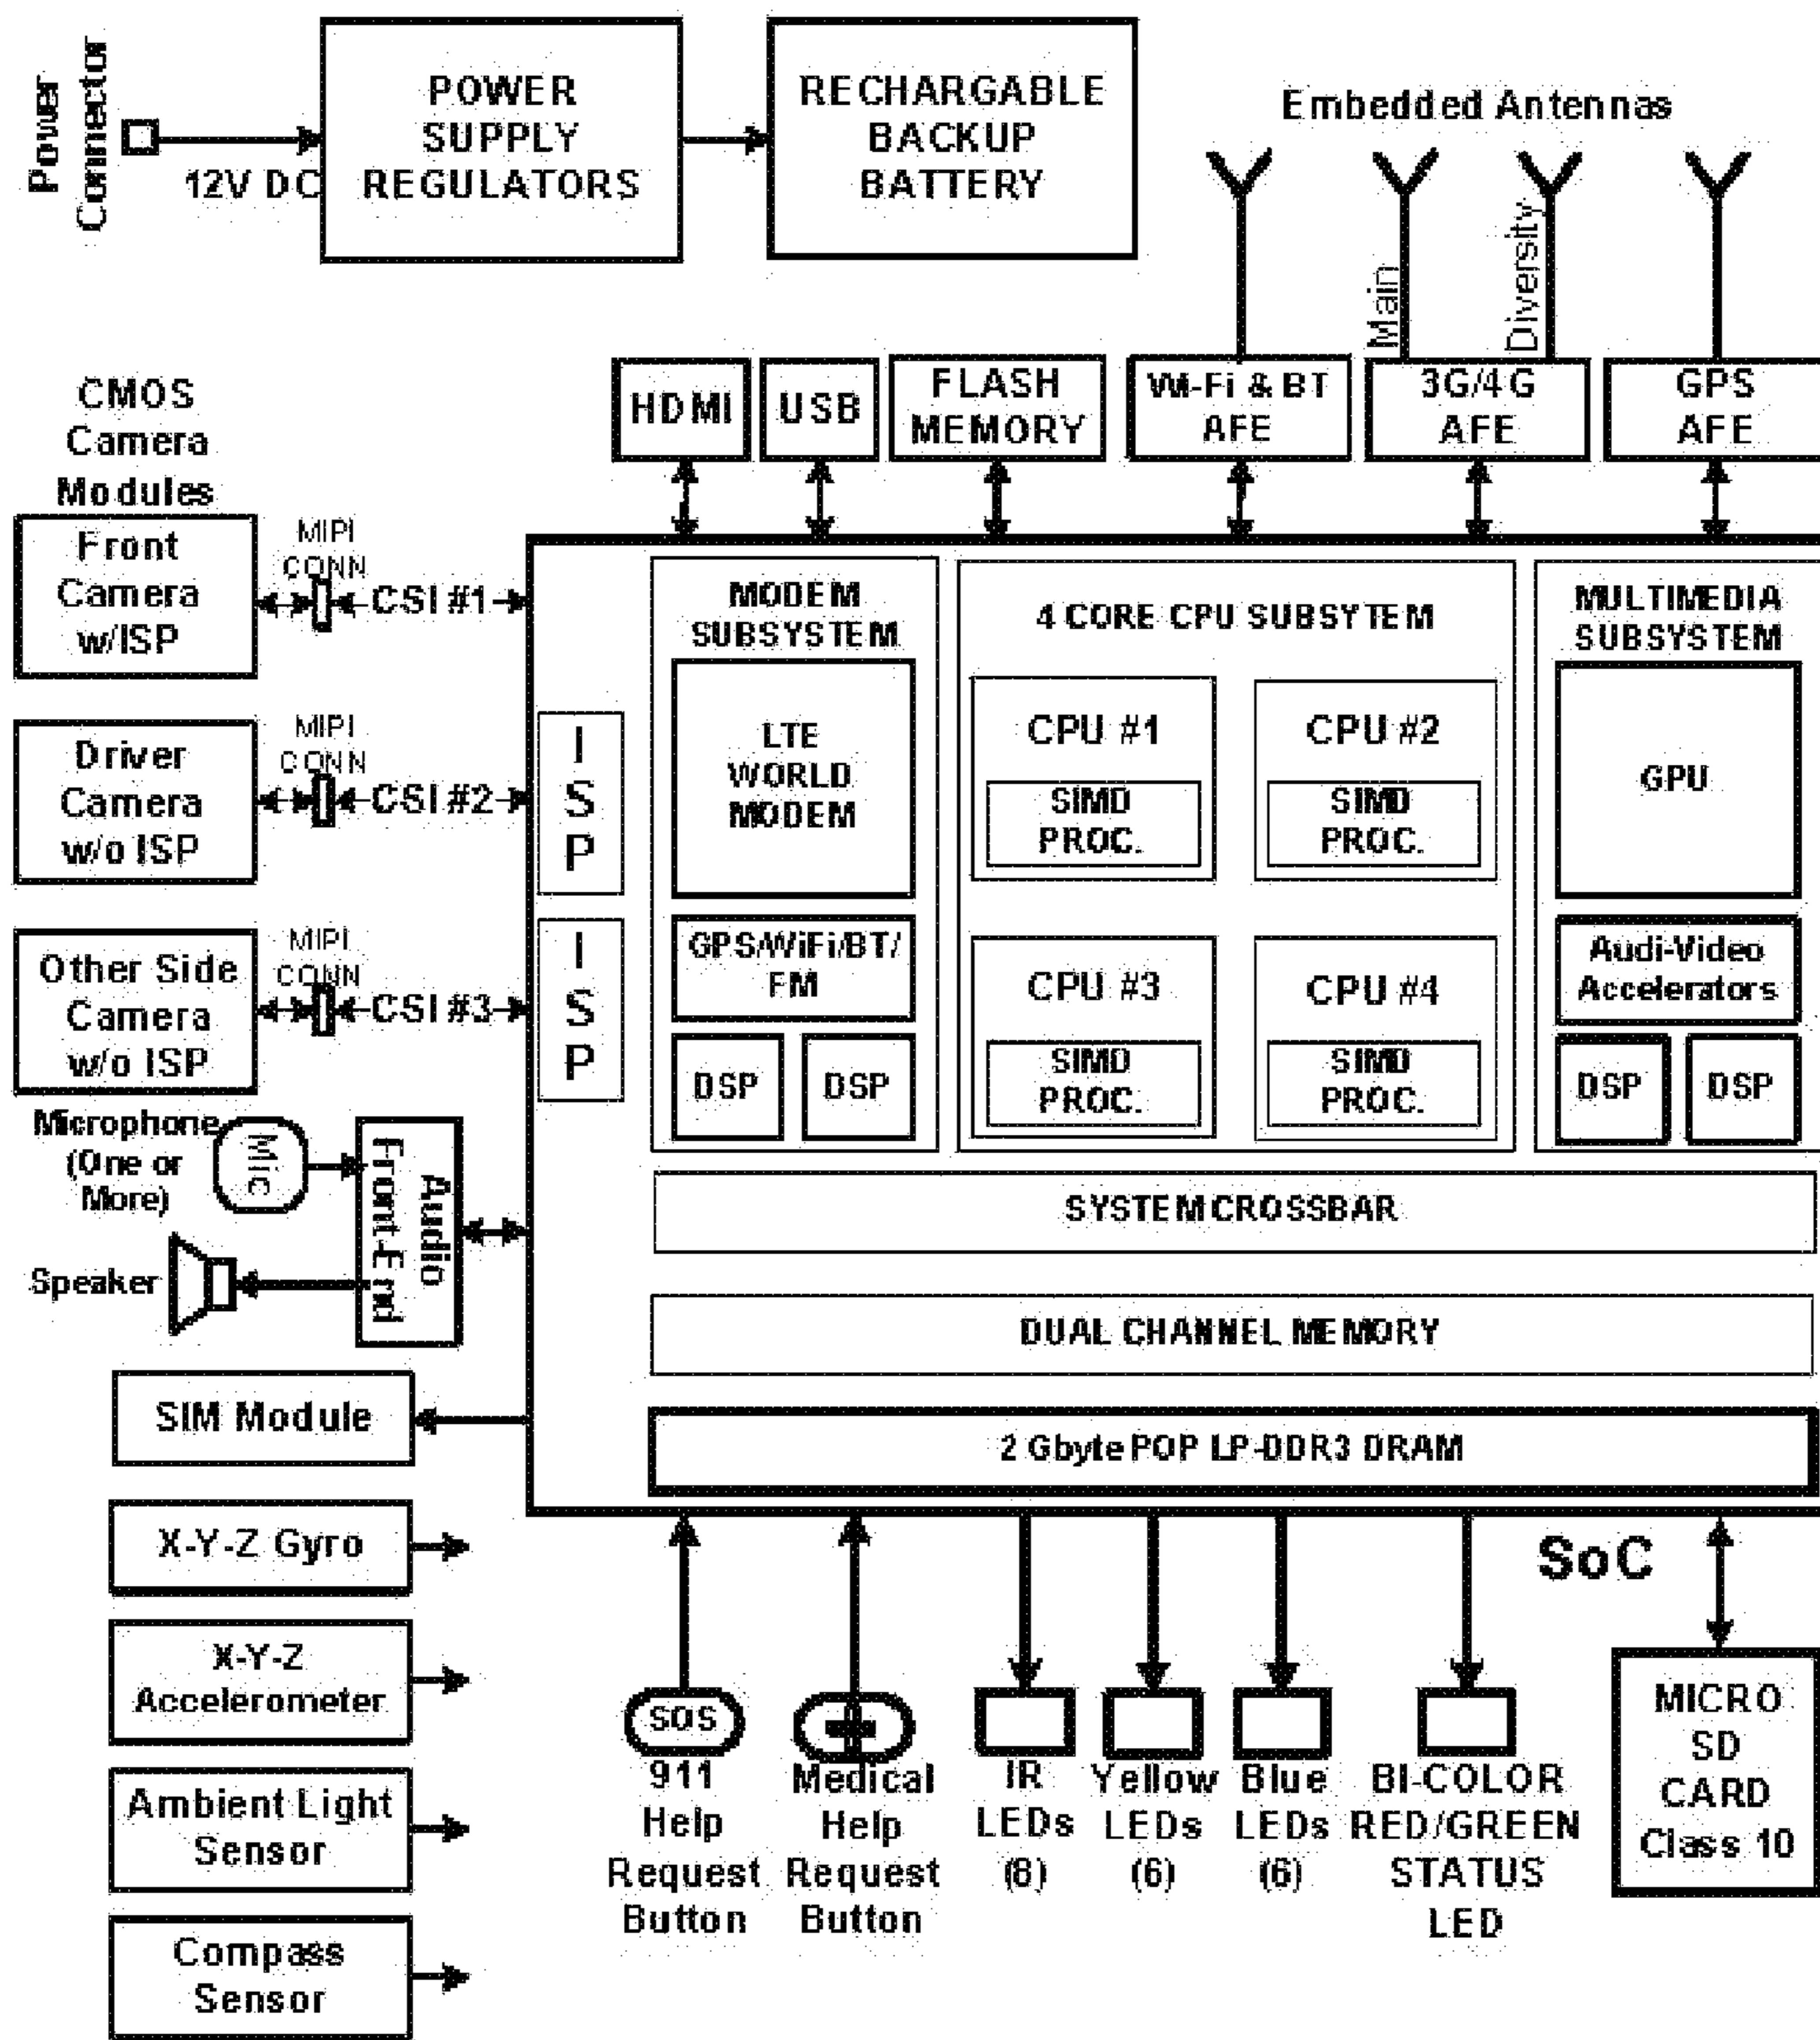 Power
Connector
12V DC
POWER
SUPPLY
REGULATORS
RECHARGABLE
BACKUP
BATTERY
Embedded Antennas
Main
Diversity
HDMI
USB
FLASH
MEMORY
Wi-Fi & BT
AFE
3G/4G
AFE
GPS
AFE
CMOS
Camera
Modules
Front
Camera
w/ISP
MIPI
CONN
CSI #1
Driver
Camera
w/o ISP
MIPI
CONN
CSI #2
Other Side
Camera
w/o ISP
MIPI
CONN
CSI #3
ISP
ISP
MODEM
SUBSYSTEM
LTE
WORLD
MODEM
GPS/WiFi/BT/
FM
DSP
DSP
4 CORE CPU SUBSYTEM
CPU #1
SIMD
PROC.
CPU #2
SIMD
PROC.
CPU #3
SIMD
PROC.
CPU #4
SIMD
PROC.
MULTIMEDIA
SUBSYSTEM
GPU
Audi-Video
Accelerators
DSP
DSP
Microphone
(One or
More)
Mic
Audio
Front-End
Speaker
SYSTEM CROSSBAR
DUAL CHANNEL MEMORY
2 Gbyte POP LP-DDR3 DRAM
SIM Module
X-Y-Z Gyro
X-Y-Z
Accelerometer
Ambient Light
Sensor
Compass
Sensor
SoC
SOS
911
Help
Request
Button
Medical
Help
Request
Button
IR
LEDs
(8)
Yellow
LEDs
(6)
Blue
LEDs
(6)
BI-COLOR
RED/GREEN
STATUS
LED
MICRO
SD
CARD
Class 10